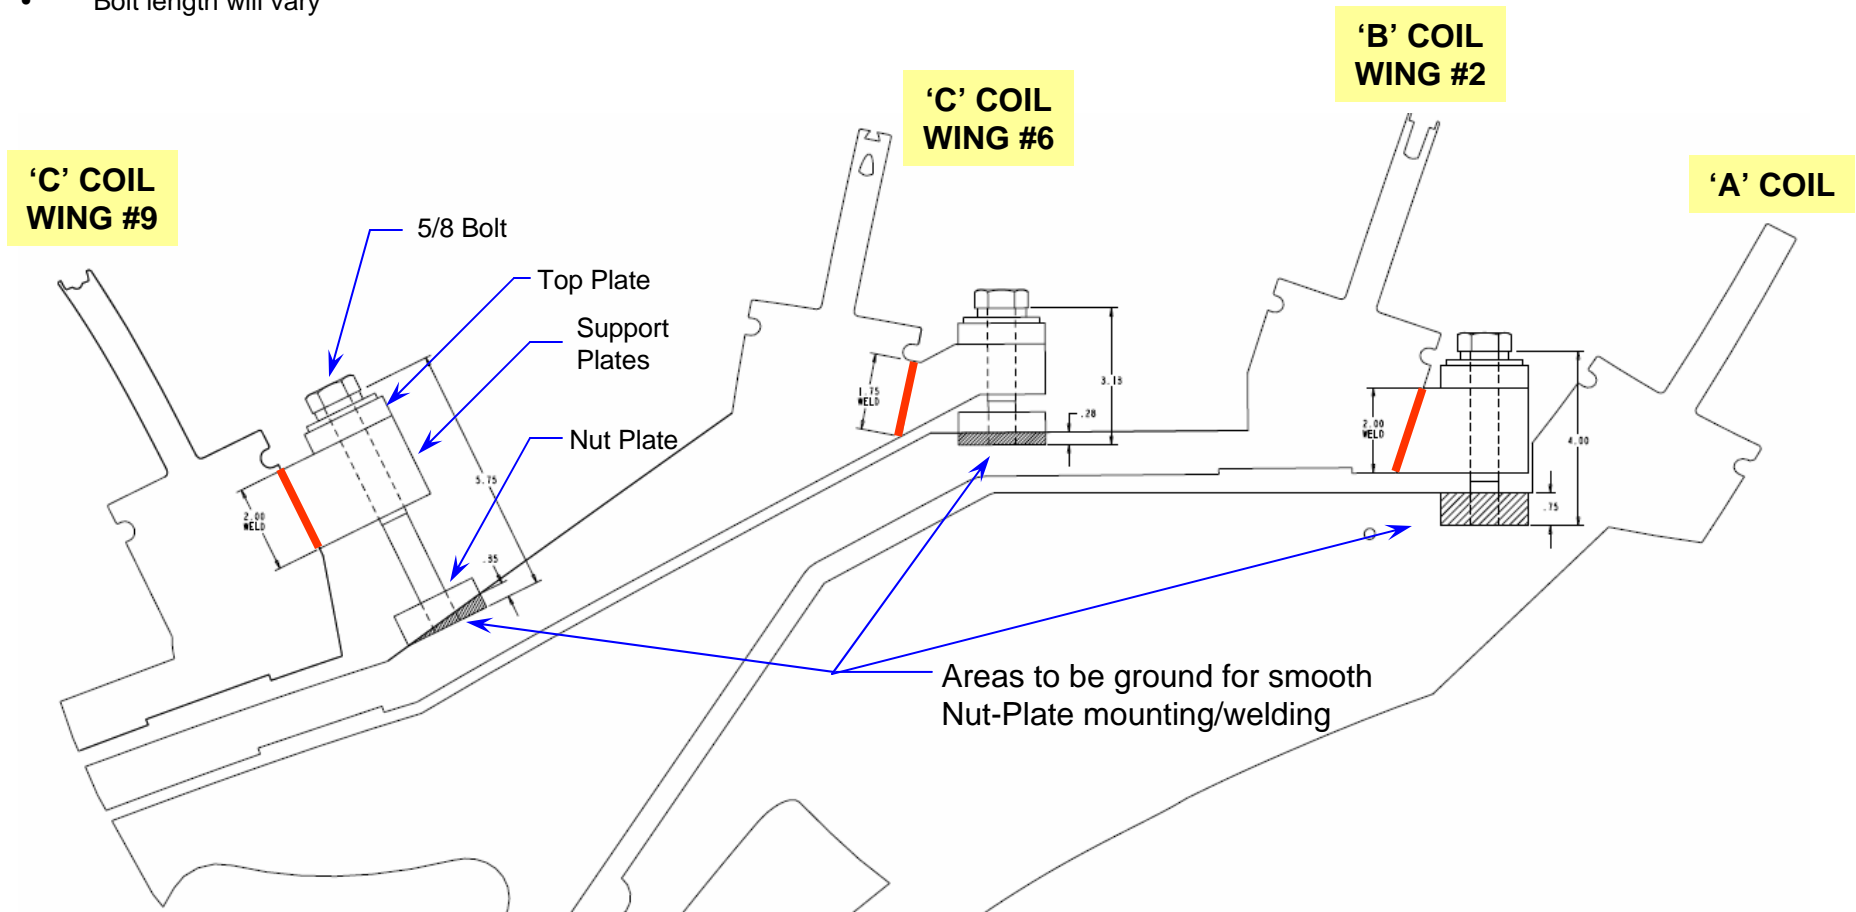 • Bolt length will vary
‘B’ COIL
WING #2
‘C’ COIL
WING #6
‘C’ COIL
WING #9
‘A’ COIL
5/8 Bolt
Top Plate
Support
Plates
Nut Plate
5.75
2.00
WELD
.35
1.75
WELD
3.13
.28
2.00
WELD
4.00
.75
Areas to be ground for smooth
Nut-Plate mounting/welding